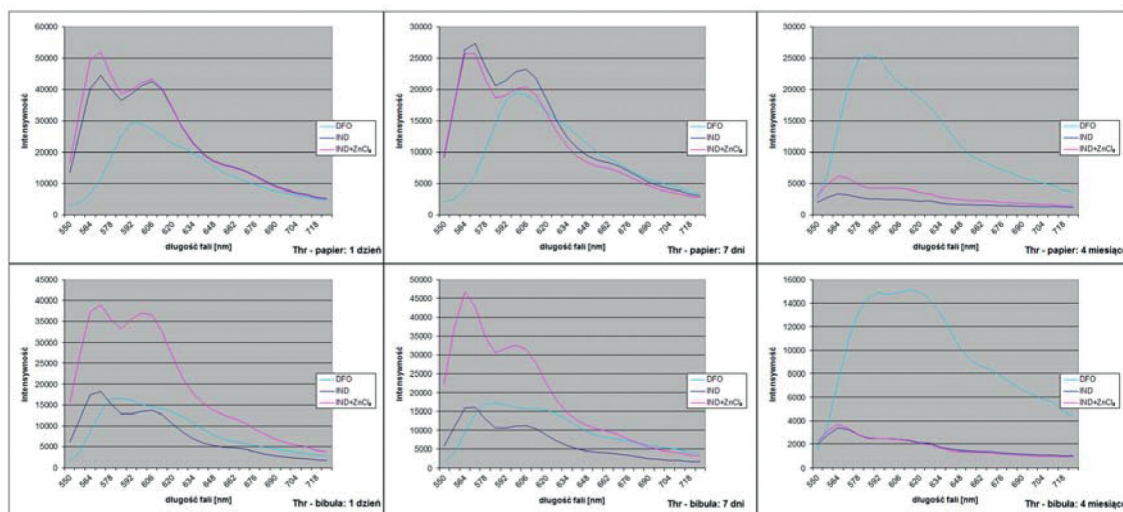 60000
50000
40000
30000
20000
10000
0
Intensywność
550 564 578 592 606 620 634 648 662 676 690 704 718
długość fali [nm]
DFO
IND
IND+ZnCl₂
Thr - papier: 1 dzień
30000
25000
20000
15000
10000
5000
0
Intensywność
550 564 578 592 606 620 634 648 662 676 690 704 718
długość fali [nm]
DFO
IND
IND+ZnCl₂
Thr - papier: 7 dni
30000
25000
20000
15000
10000
5000
0
Intensywność
550 564 578 592 606 620 634 648 662 676 690 704 718
długość fali [nm]
DFO
IND
IND+ZnCl₂
Thr - papier: 4 miesiące
45000
40000
35000
30000
25000
20000
15000
10000
5000
0
Intensywność
550 564 578 592 606 620 634 648 662 676 690 704 718
długość fali [nm]
DFO
IND
IND+ZnCl₂
Thr - bibuła: 1 dzień
50000
45000
40000
35000
30000
25000
20000
15000
10000
5000
0
Intensywność
550 564 578 592 606 620 634 648 662 676 690 704 718
długość fali [nm]
DFO
IND
IND+ZnCl₂
Thr - bibuła: 7 dni
16000
14000
12000
10000
8000
6000
4000
2000
0
Intensywność
550 564 578 592 606 620 634 648 662 676 690 704 718
długość fali [nm]
DFO
IND
IND+ZnCl₂
Thr - bibuła: 4 miesiące